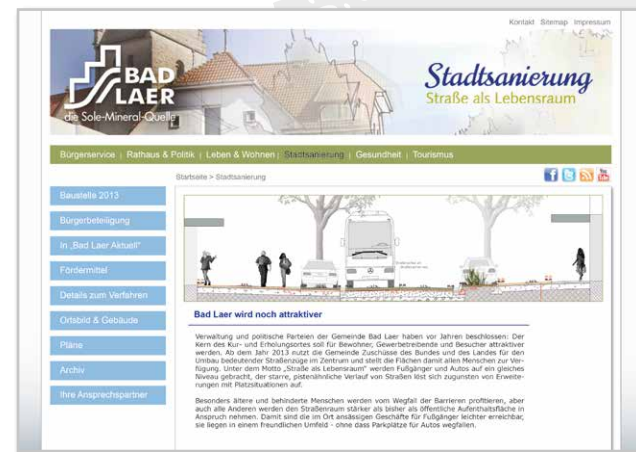 Kontakt Sitemap Impressum
BAD
LAER
die Sole-Mineral-Quelle
Stadtsanierung
Straße als Lebensraum
Bürgerservice | Rathaus & Politik | Leben & Wohnen | Stadtsanierung | Gesundheit | Tourismus
Startseite > Stadtsanierung
Baustelle 2013
Bürgerbeteiligung
In „Bad Laer Aktuell“
Fördermittel
Details zum Verfahren
Ortsbild & Gebäude
Pläne
Archiv
Ihre Ansprechspartner
Bad Laer wird noch attraktiver
Verwaltung und politische Parteien der Gemeinde Bad Laer haben vor Jahren beschlossen: Der
Kern des Kur- und Erholungsortes soll für Bewohner, Gewerbetreibende und Besucher attraktiver
werden. Ab dem Jahr 2013 nutzt die Gemeinde Zuschüsse des Bundes und des Landes für den
Umbau bedeutender Straßenzüge im Zentrum und stellt die Flächen damit allen Menschen zur Ver-
fügung. Unter dem Motto „Straße als Lebensraum“ werden Fußgänger und Autos auf ein gleiches
Niveau gebracht, der starre, pistenähnliche Verlauf von Straßen löst sich zugunsten von Erweite-
rungen mit Platzsituationen auf.
Besonders ältere und behinderte Menschen werden vom Wegfall der Barrieren profitieren, aber
auch alle Anderen werden den Straßenraum stärker als bisher als öffentliche Aufenthaltsfläche in
Anspruch nehmen. Damit sind die im Ort ansässigen Geschäfte für Fußgänger leichter erreichbar,
sie liegen in einem freundlichen Umfeld - ohne dass Parkplätze für Autos wegfallen.